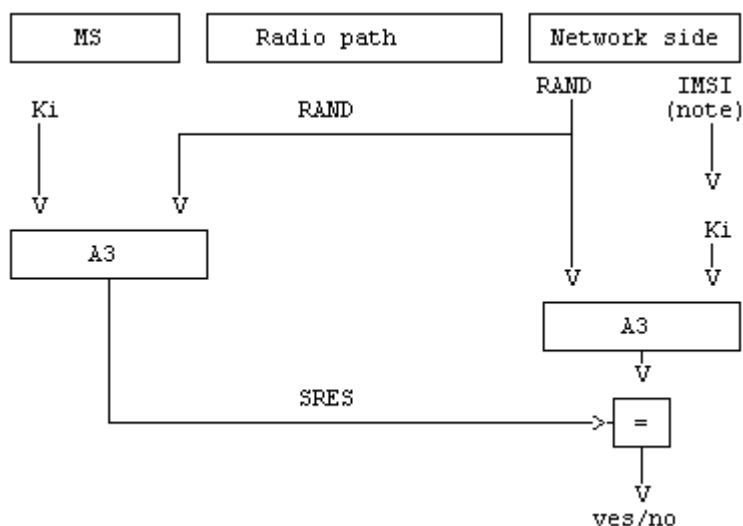 MS
Radio path
Network side
RAND
IMSI
(note)
Ki
RAND
Ki
A3
A3
SRES
=
yes/no